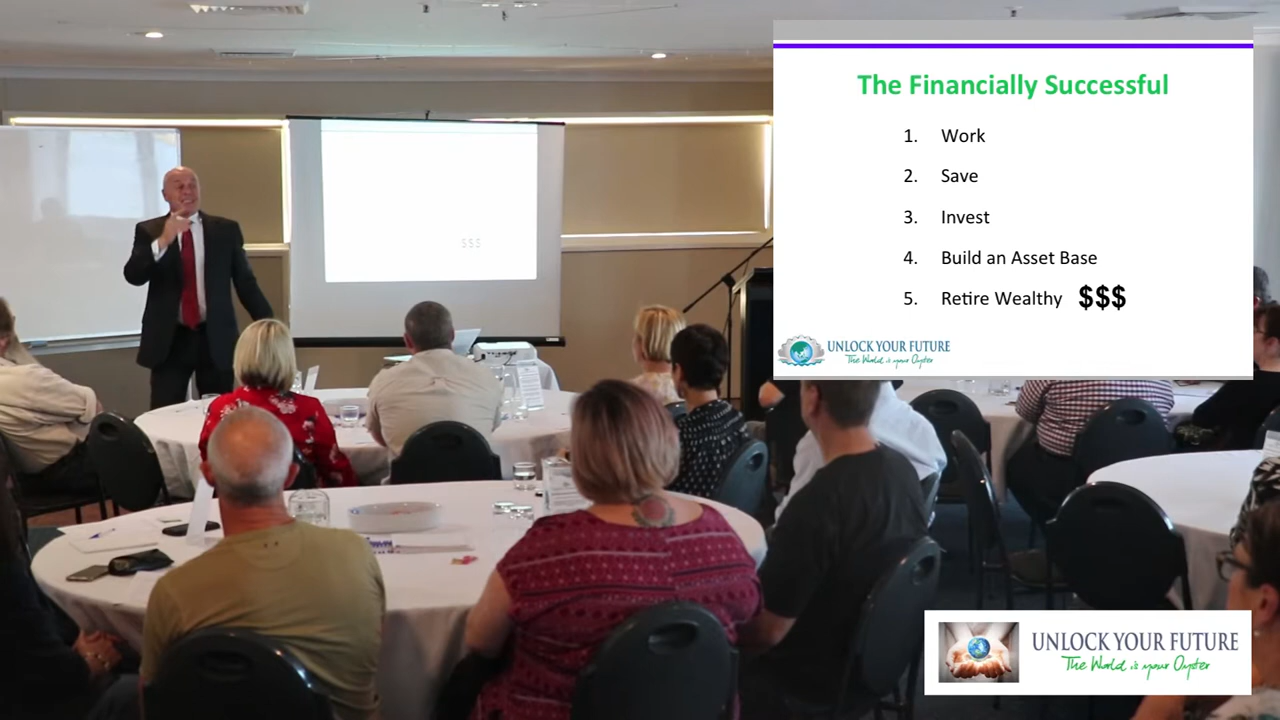 The Financially Successful
1. Work
2. Save
3. Invest
4. Build an Asset Base
5. Retire Wealthy $$$
UNLOCK YOUR FUTURE
The World is your Oyster
$$$
UNLOCK YOUR FUTURE
The World is your Oyster